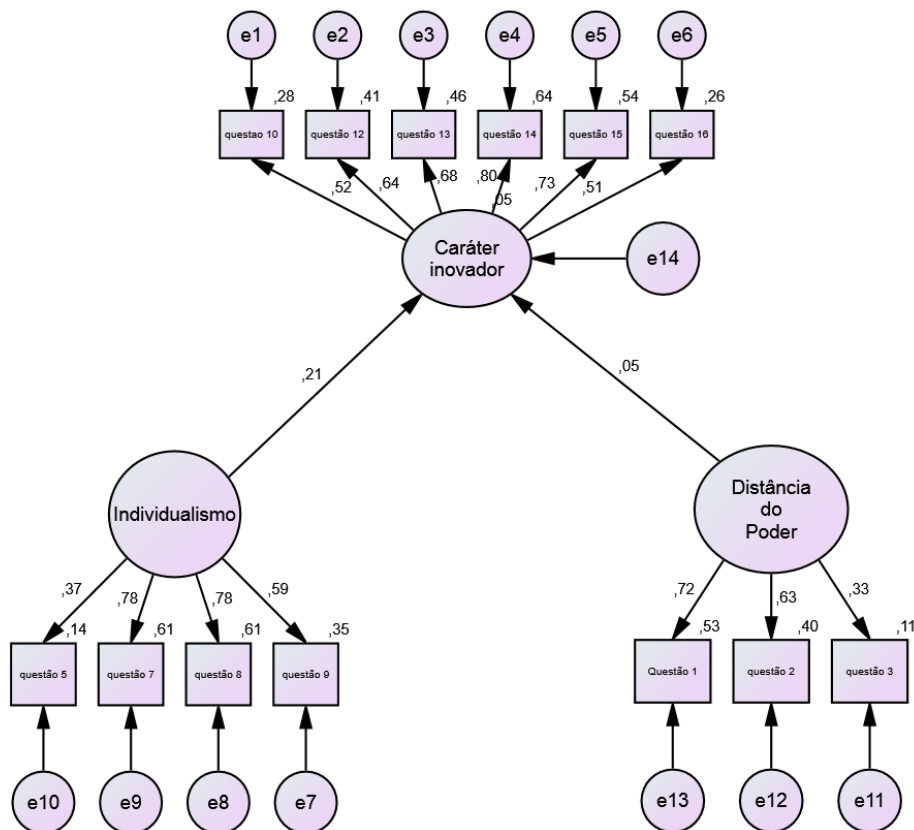 e1 e2 e3 e4 e5 e6
,28 ,41 ,46 ,64 ,54 ,26
questao 10 questão 12 questão 13 questão 14 questão 15 questão 16
,52 ,64 ,68 ,80 ,73 ,51
,05
Caráter
inovador
e14
,21 ,05
Individualismo
Distância
do
Poder
,37 ,78 ,78 ,59 ,72 ,63 ,33
,14 ,61 ,61 ,35 ,53 ,40 ,11
questão 5 questão 7 questão 8 questão 9 Questão 1 questão 2 questão 3
e10 e9 e8 e7 e13 e12 e11